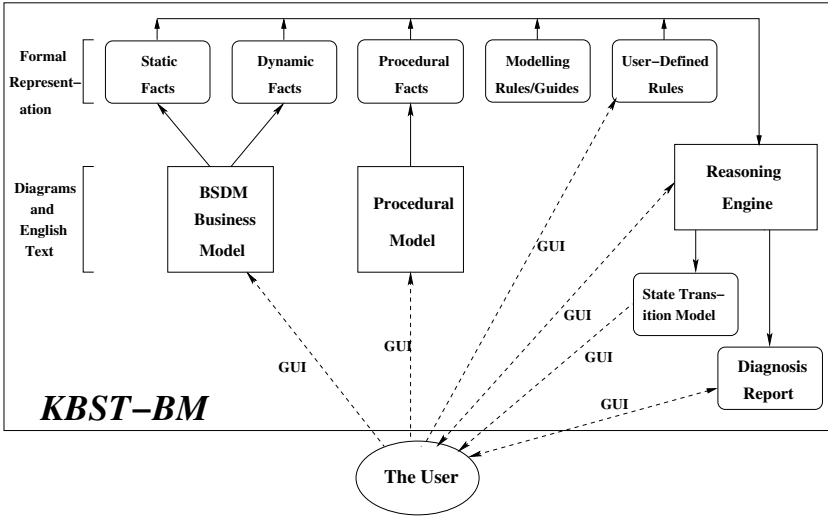 Formal
Represent-
ation
Static
Facts
Dynamic
Facts
Procedural
Facts
Modelling
Rules/Guides
User-Defined
Rules
Diagrams
and
English
Text
BSDM
Business
Model
Procedural
Model
Reasoning
Engine
GUI
State Trans-
ition Model
GUI
GUI
GUI
GUI
Diagnosis
Report
GUI
KBST-BM
The User